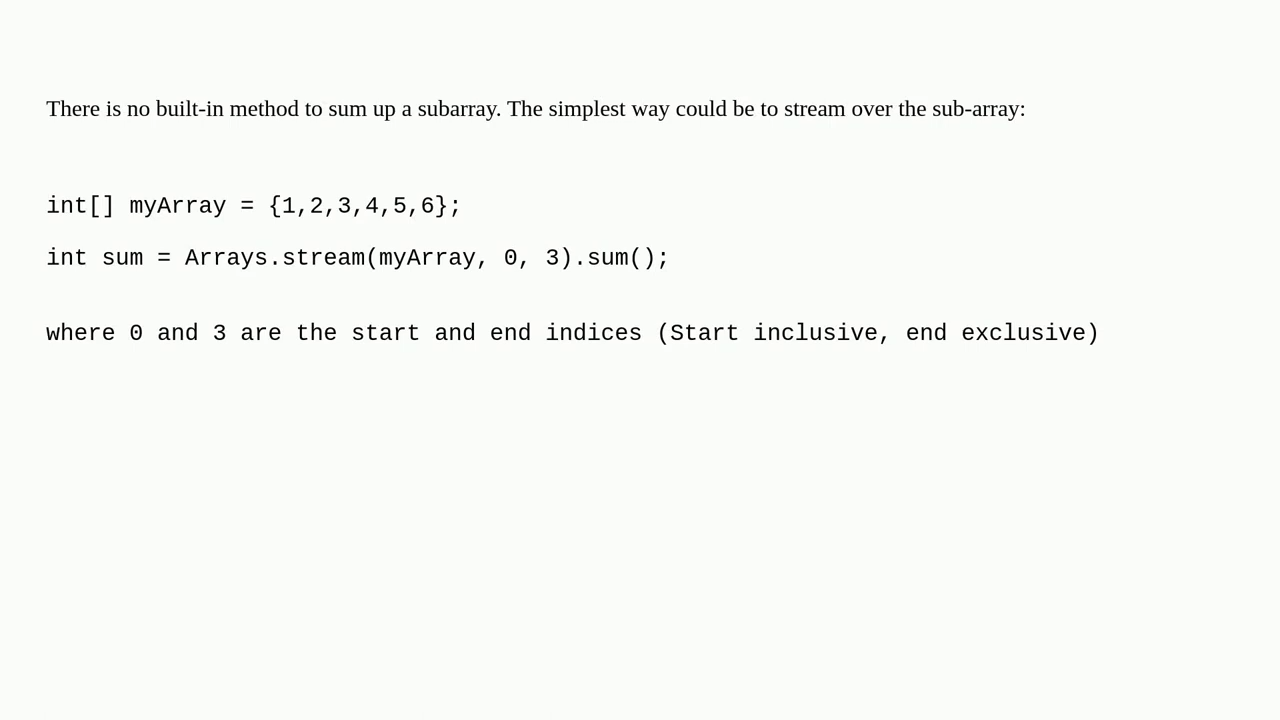 There is no built-in method to sum up a subarray. The simplest way could be to stream over the sub-array:
int[] myArray = {1,2,3,4,5,6};
int sum = Arrays.stream(myArray, 0, 3).sum();
where 0 and 3 are the start and end indices (Start inclusive, end exclusive)